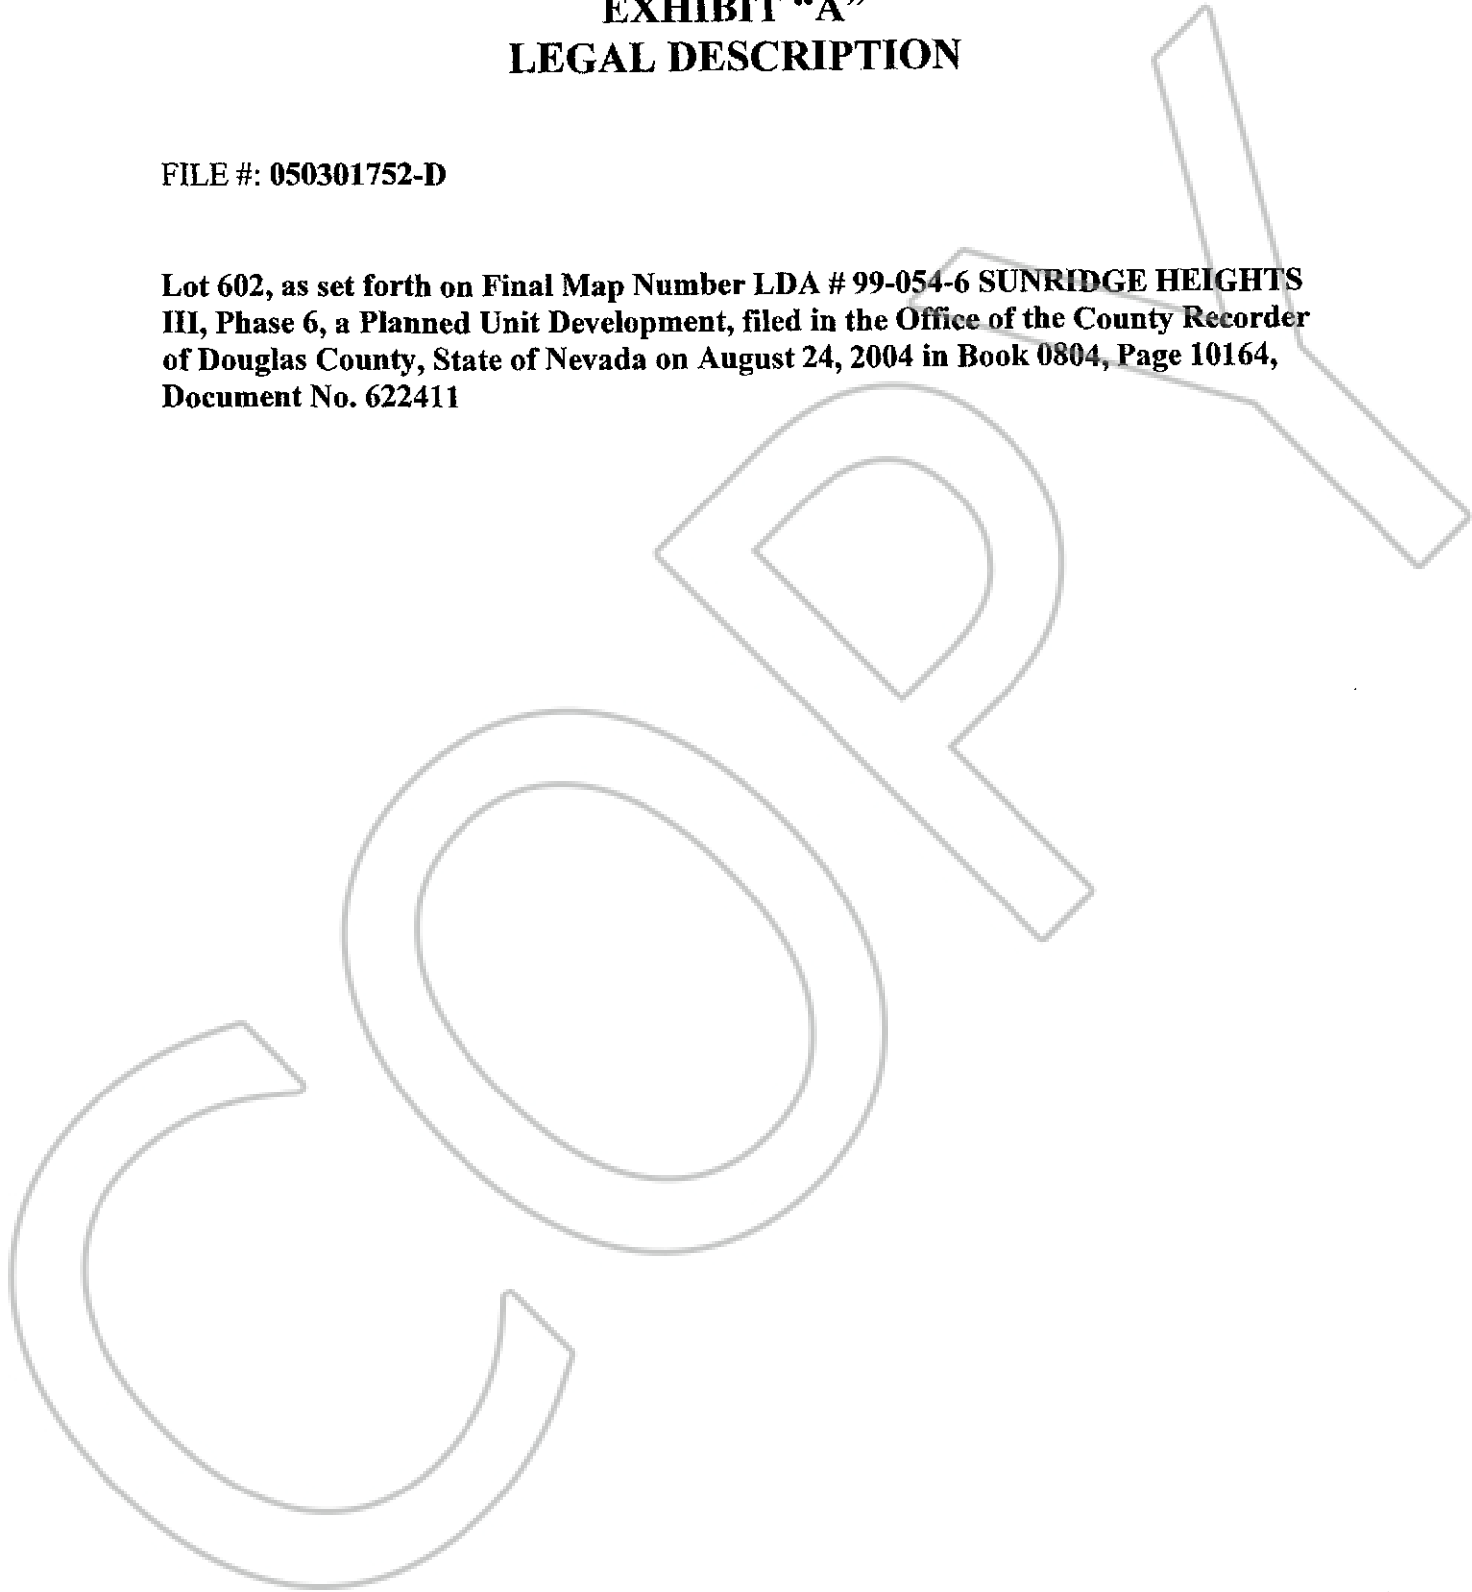 EXHIBIT “A”
LEGAL DESCRIPTION
FILE #: 050301752-D
Lot 602, as set forth on Final Map Number LDA # 99-054-6 SUNRIDGE HEIGHTS
III, Phase 6, a Planned Unit Development, filed in the Office of the County Recorder
of Douglas County, State of Nevada on August 24, 2004 in Book 0804, Page 10164,
Document No. 622411
COPY